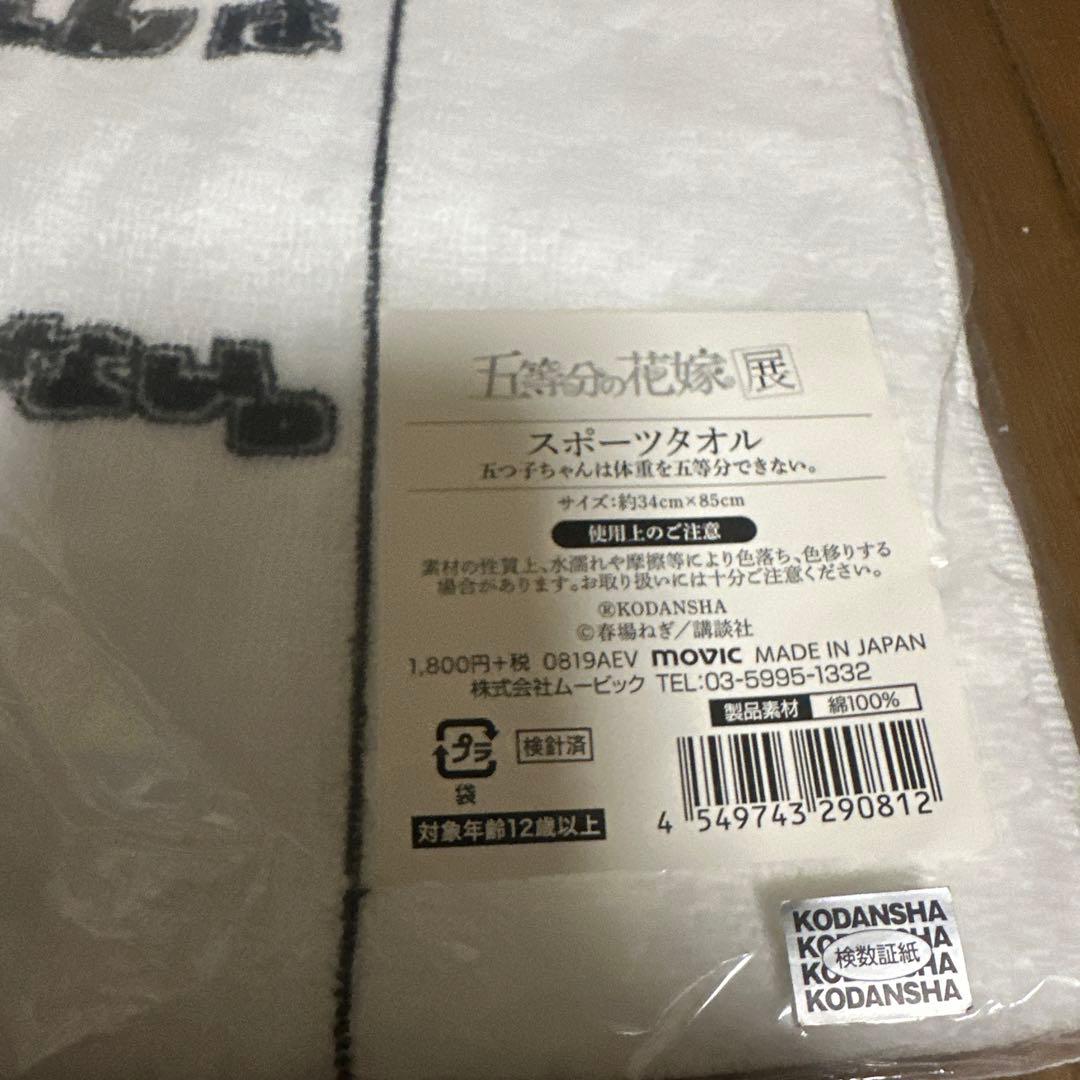 五等分の花嫁展
スポーツタオル
五つ子ちゃんは体重を五等分できない。
サイズ:約34cm×85cm
使用上のご注意
素材の性質上、水濡れや摩擦等により色落ち、色移りする
場合があります。お取り扱いには十分ご注意ください。
ⓇKODANSHA
©春場ねぎ/講談社
1,800円+税 0819AEV movic MADE IN JAPAN
株式会社ムービック TEL:03-5995-1332
製品素材 綿100%
プラ 検針済
袋
対象年齢12歳以上
4 549743 290812
KODANSHA
検数証紙
KODANSHA